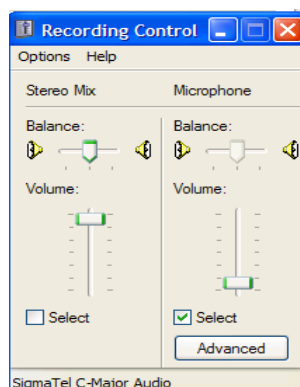 Recording Control
Options Help
Stereo Mix Microphone
Balance: Balance:
Volume: Volume:
Select Select
Advanced
SigmaTel C-Major Audio